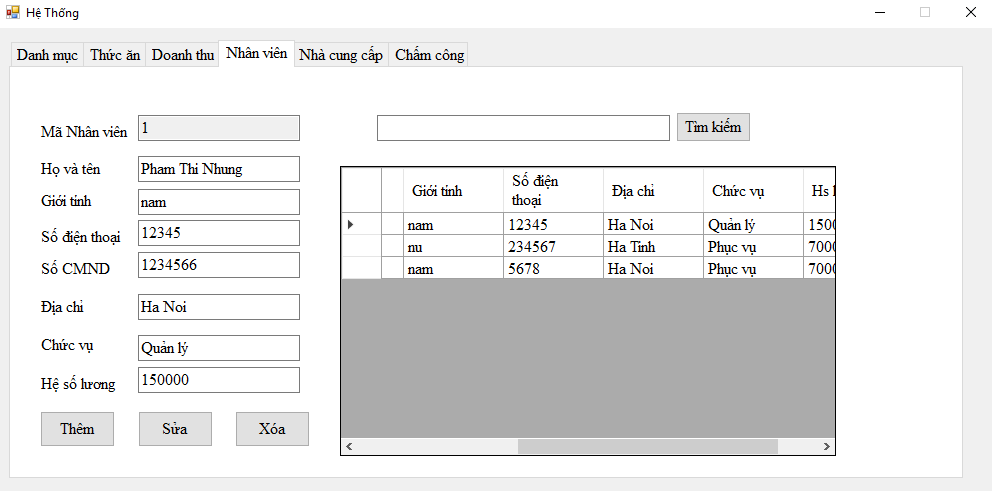 Hệ Thống
Danh mục Thức ăn Doanh thu Nhân viên Nhà cung cấp Chấm công
Mã Nhân viên 1
Tìm kiếm
Họ và tên Pham Thi Nhung
Giới tính nam
Số điện thoại 12345
Số CMND 1234566
Địa chỉ Ha Noi
Chức vụ Quản lý
Hệ số lương 150000
Thêm Sửa Xóa
Giới tính Số điện thoại Địa chỉ Chức vụ Hs
nam 12345 Ha Noi Quản lý 1500
nu 234567 Ha Tinh Phục vụ 7000
nam 5678 Ha Noi Phục vụ 7000